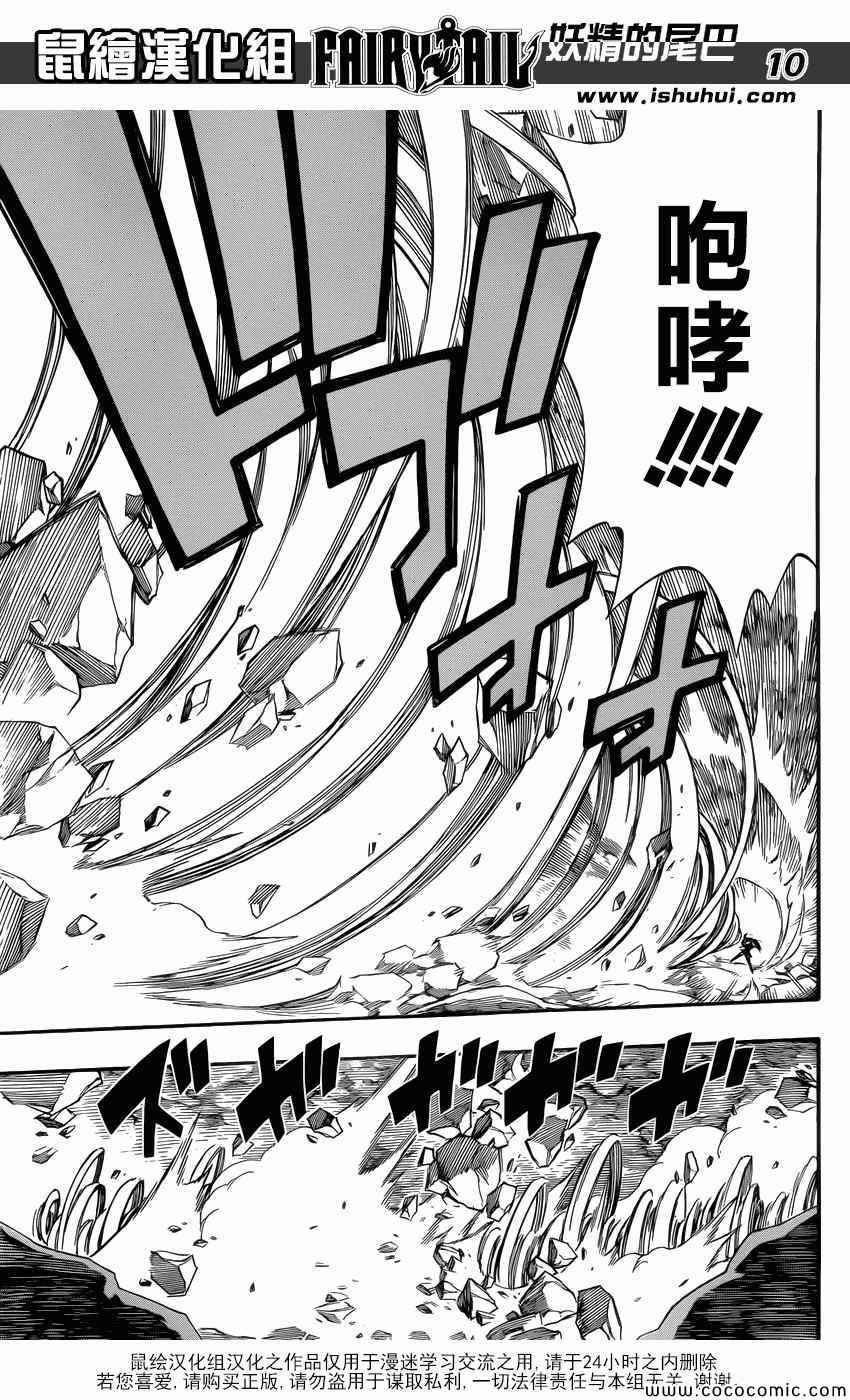 鼠繪漢化組 FAIRY TAIL 妖精的尾巴 10
www.ishuhui.com
咆哮!!!!
ドゴォォ
ズガガガガ
鼠绘汉化组汉化之作品仅用于漫迷学习交流之用, 请于24小时之内删除
若您喜爱, 请购买正版, 请勿盗用于谋取私利, 一切法律责任与本组无关, 谢谢
www.cococomic.com